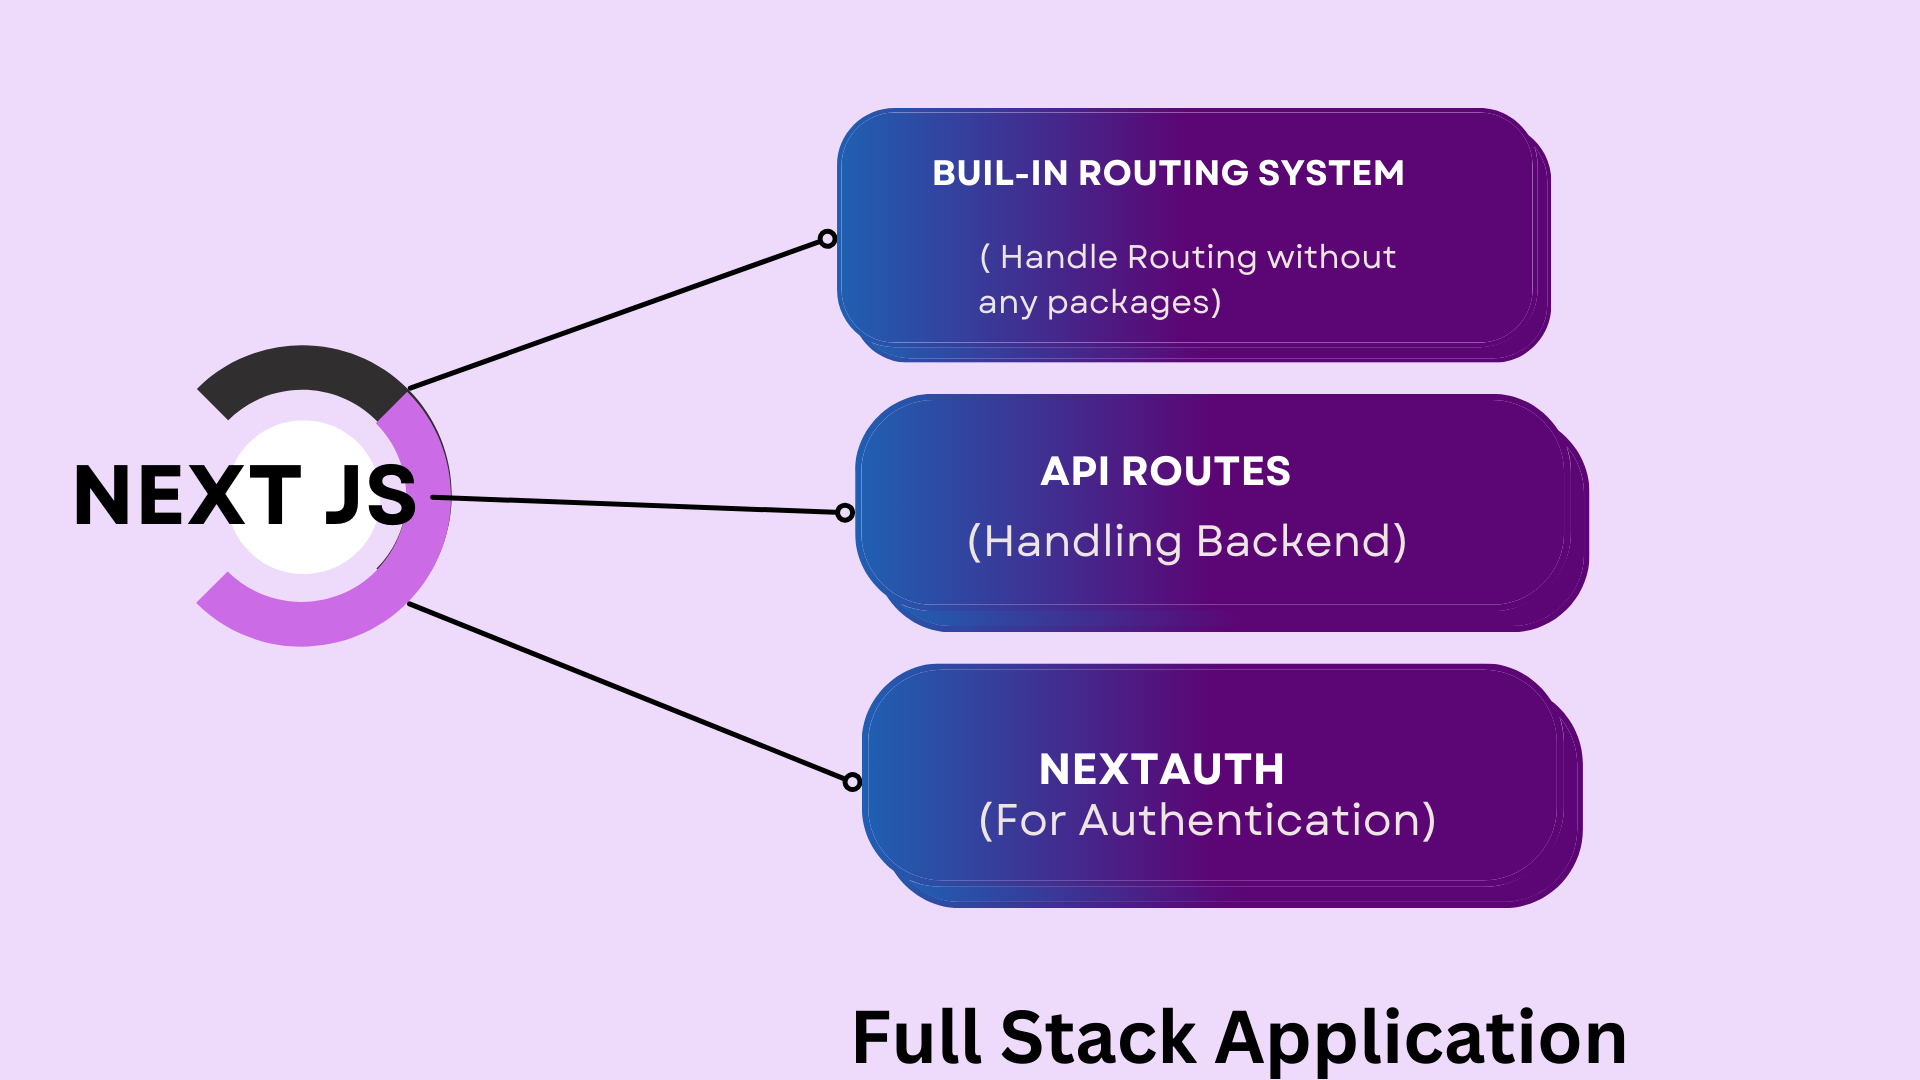 NEXT JS
BUIL-IN ROUTING SYSTEM
( Handle Routing without
any packages)
API ROUTES
(Handling Backend)
NEXTAUTH
(For Authentication)
Full Stack Application